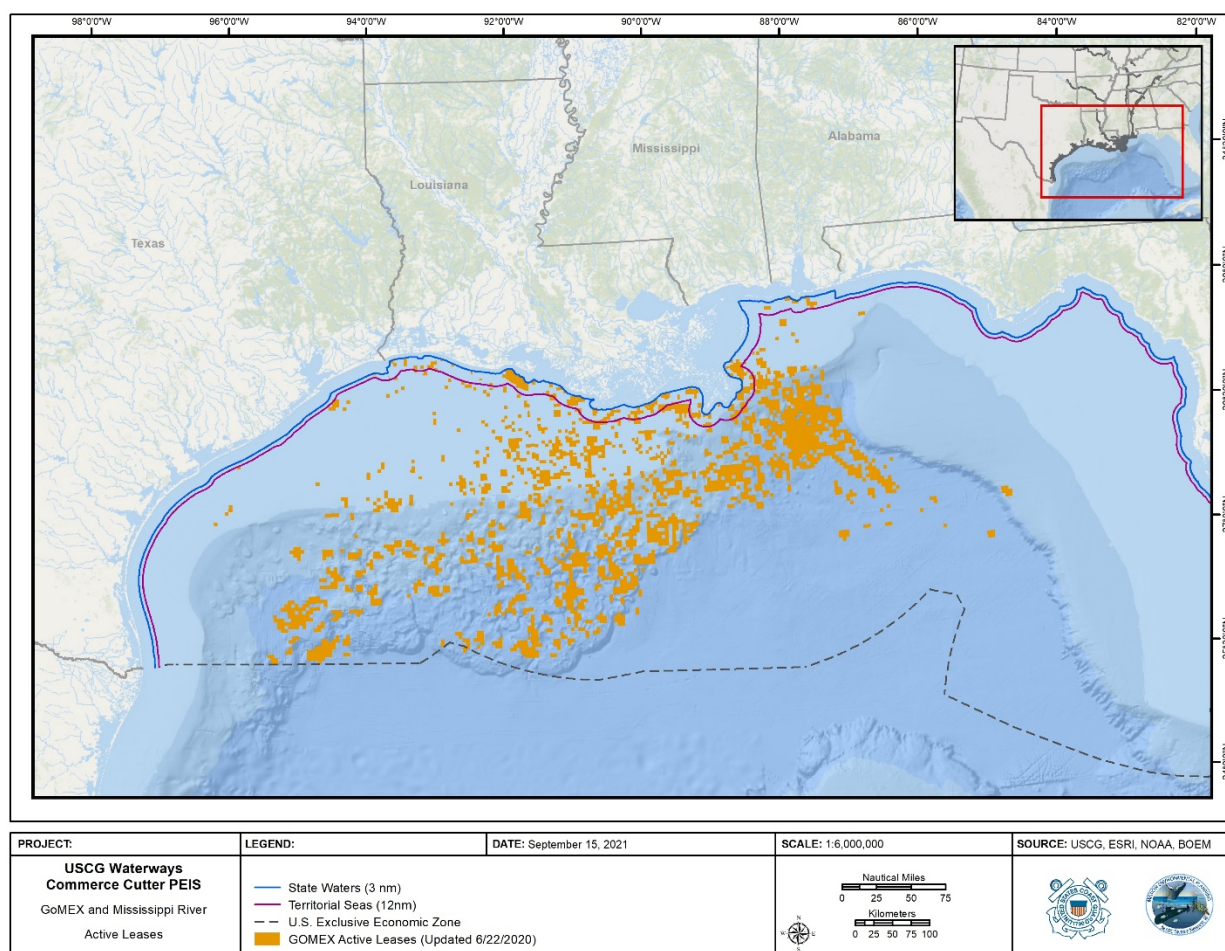 98°0'0"W 96°0'0"W 94°0'0"W 92°0'0"W 90°0'0"W 88°0'0"W 86°0'0"W 84°0'0"W 82°0'0"W
Alabama
Mississippi
Louisiana
Texas
PROJECT:
USCG Waterways
Commerce Cutter PEIS
GoMEX and Mississippi River
Active Leases
LEGEND:
State Waters (3 nm)
Territorial Seas (12nm)
U.S. Exclusive Economic Zone
GOMEX Active Leases (Updated 6/22/2020)
DATE: September 15, 2021
SCALE: 1:6,000,000
Nautical Miles
0 25 50 75
Kilometers
0 25 50 75 100
SOURCE: USCG, ESRI, NOAA, BOEM